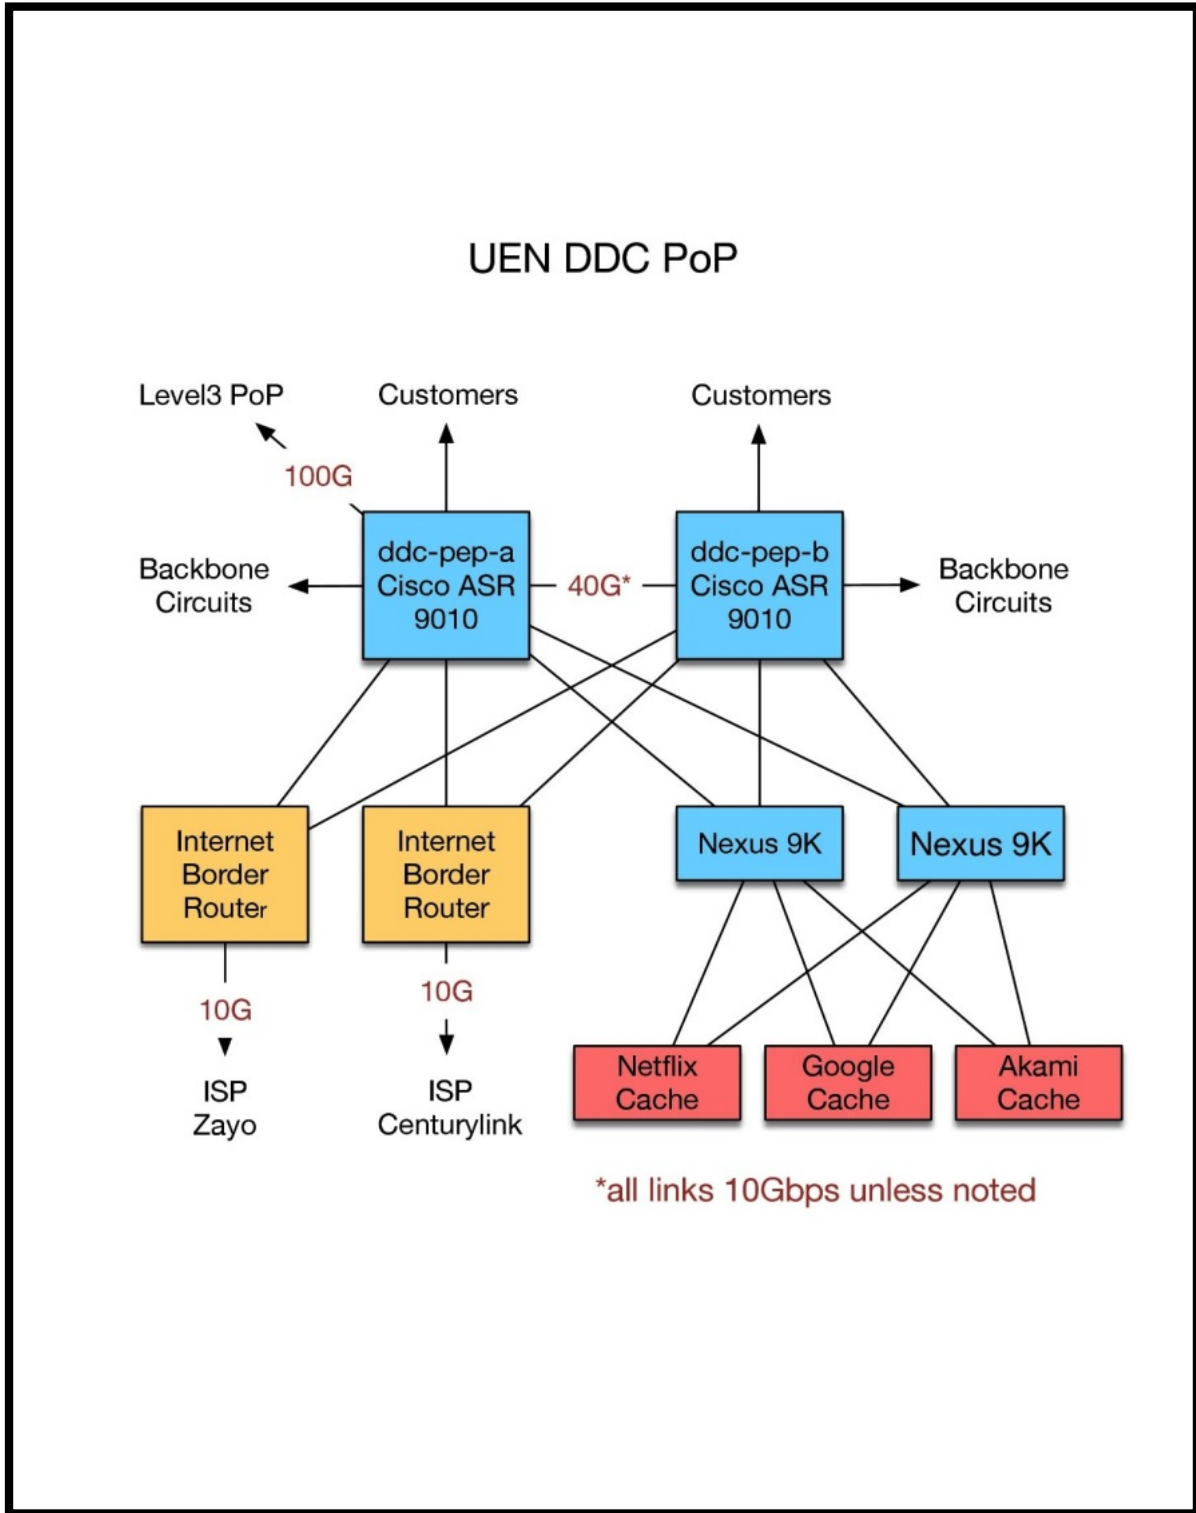 UEN DDC PoP
Level3 PoP
Customers
Customers
100G
ddc-pep-a
Cisco ASR
9010
40G*
ddc-pep-b
Cisco ASR
9010
Backbone
Circuits
Backbone
Circuits
Internet
Border
Router
Internet
Border
Router
Nexus 9K
Nexus 9K
10G
10G
ISP
Zayo
ISP
Centurylink
Netflix
Cache
Google
Cache
Akami
Cache
*all links 10Gbps unless noted